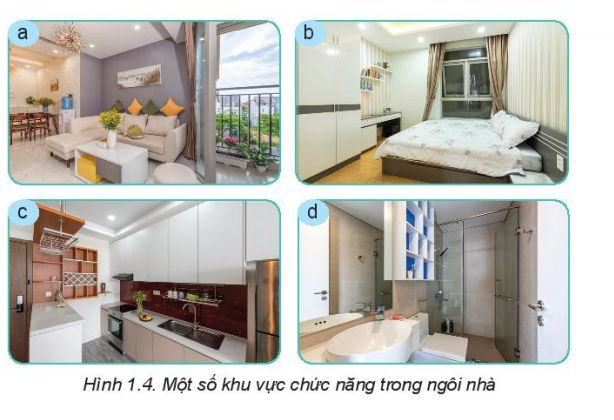 a
b
c
d
Hình 1.4. Một số khu vực chức năng trong ngôi nhà